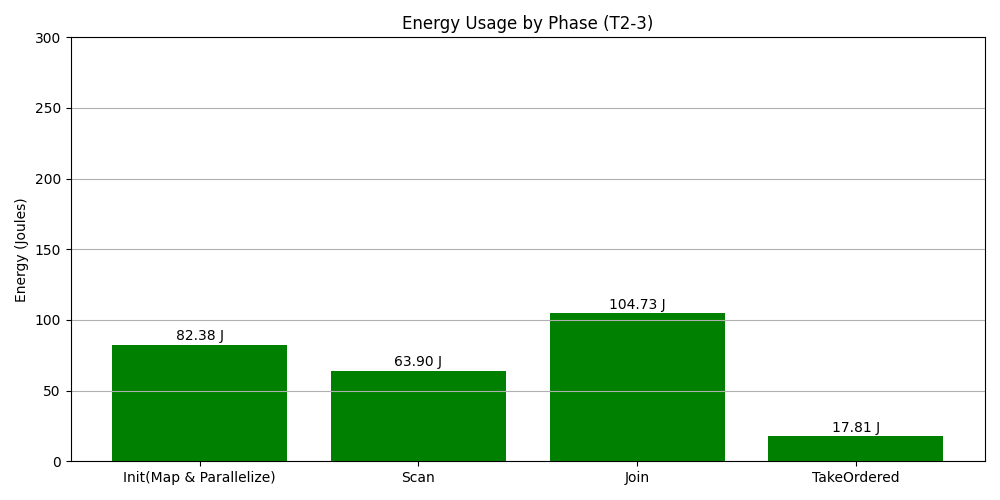 Energy Usage by Phase (T2-3)
Energy (Joules)
300
250
200
150
100
50
0
82.38 J
63.90 J
104.73 J
17.81 J
Init(Map & Parallelize)
Scan
Join
TakeOrdered